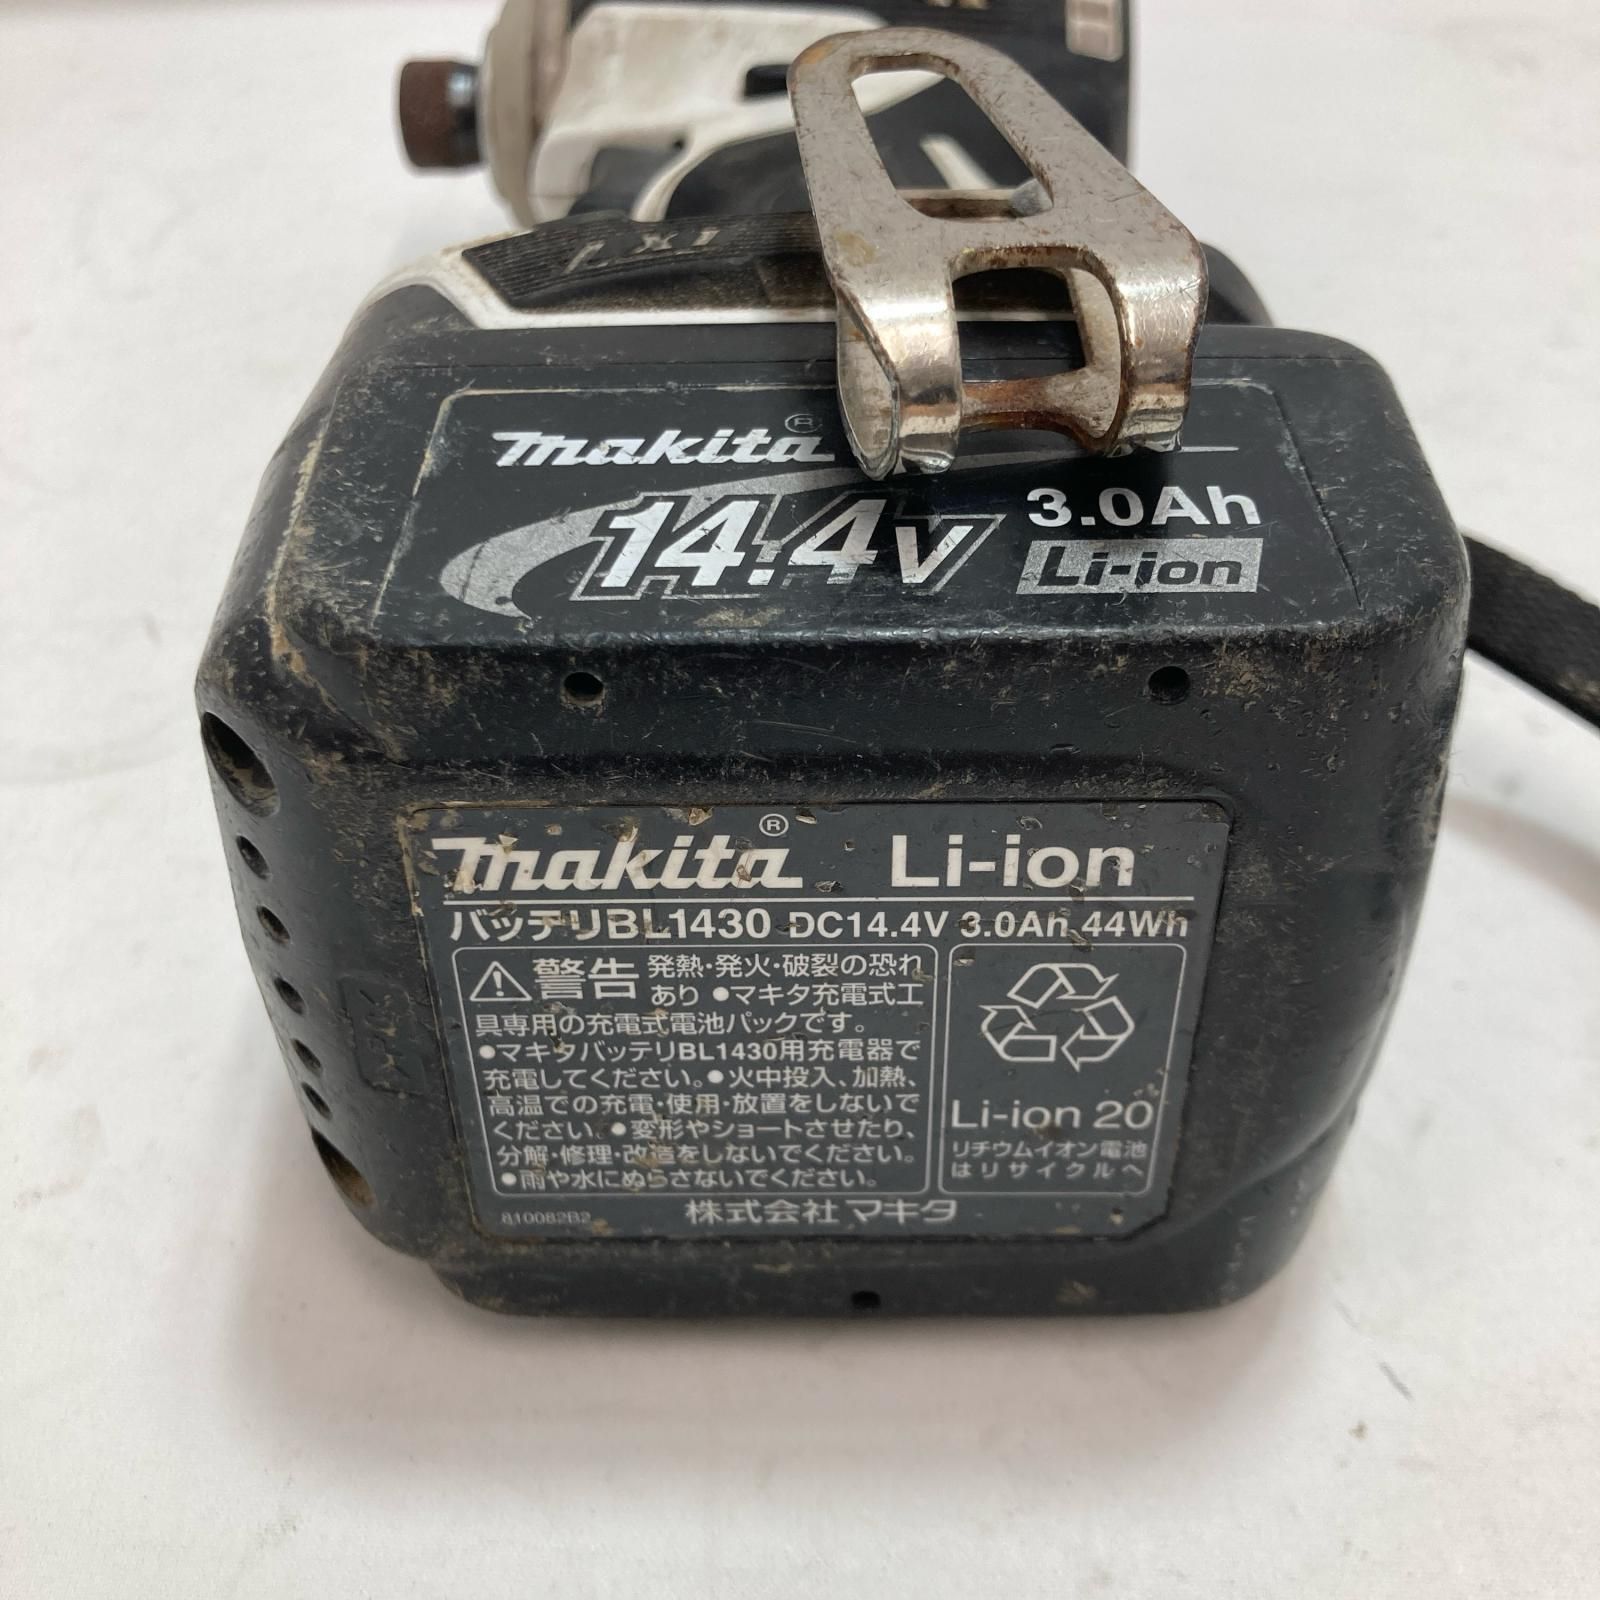 LXT
makita®
14.4V
3.0Ah
Li-ion
makita® Li-ion
バッテリBL1430 DC14.4V 3.0Ah 44Wh
警告 発熱・発火・破裂の恐れ
あり ●マキタ充電式工
具専用の充電式電池パックです。
●マキタバッテリBL1430用充電器で
充電してください。●火中投入、加熱、
高温での充電・使用・放置をしないで
ください。●変形やショートさせたり、
分解・修理・改造をしないでください。
●雨や水にぬらさないでください。
Li-ion 20
リチウムイオン電池
はリサイクルへ
810082B2
株式会社マキタ